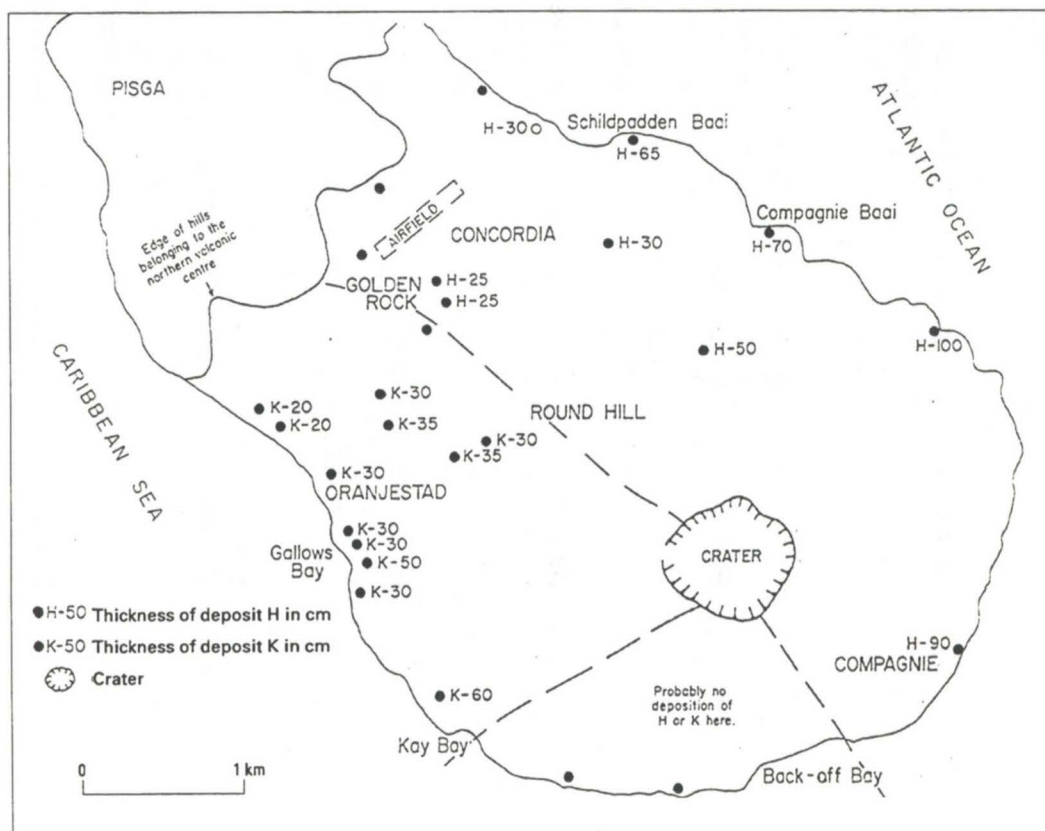 PISGA
ATLANTIC OCEAN
H-300
Schildpadden Baai
H-65
Edge of hills
belonging to the
northern volcanic
centre
AIRFIELD
CONCORDIA
Compagnie Baai
H-30
H-70
GOLDEN
ROCK
H-25
H-25
H-50
H-100
CARIBBEAN SEA
K-30
K-20
K-20
K-35
ROUND HILL
K-30
K-35
K-30
ORANJESTAD
K-30
K-30
Gallows
Bay
K-50
K-30
CRATER
H-50 Thickness of deposit H in cm
K-50 Thickness of deposit K in cm
Crater
H-90
COMPAGNIE
K-60
Probably no
deposition of
H or K here.
Kay Bay
Back-off Bay
0 1 km